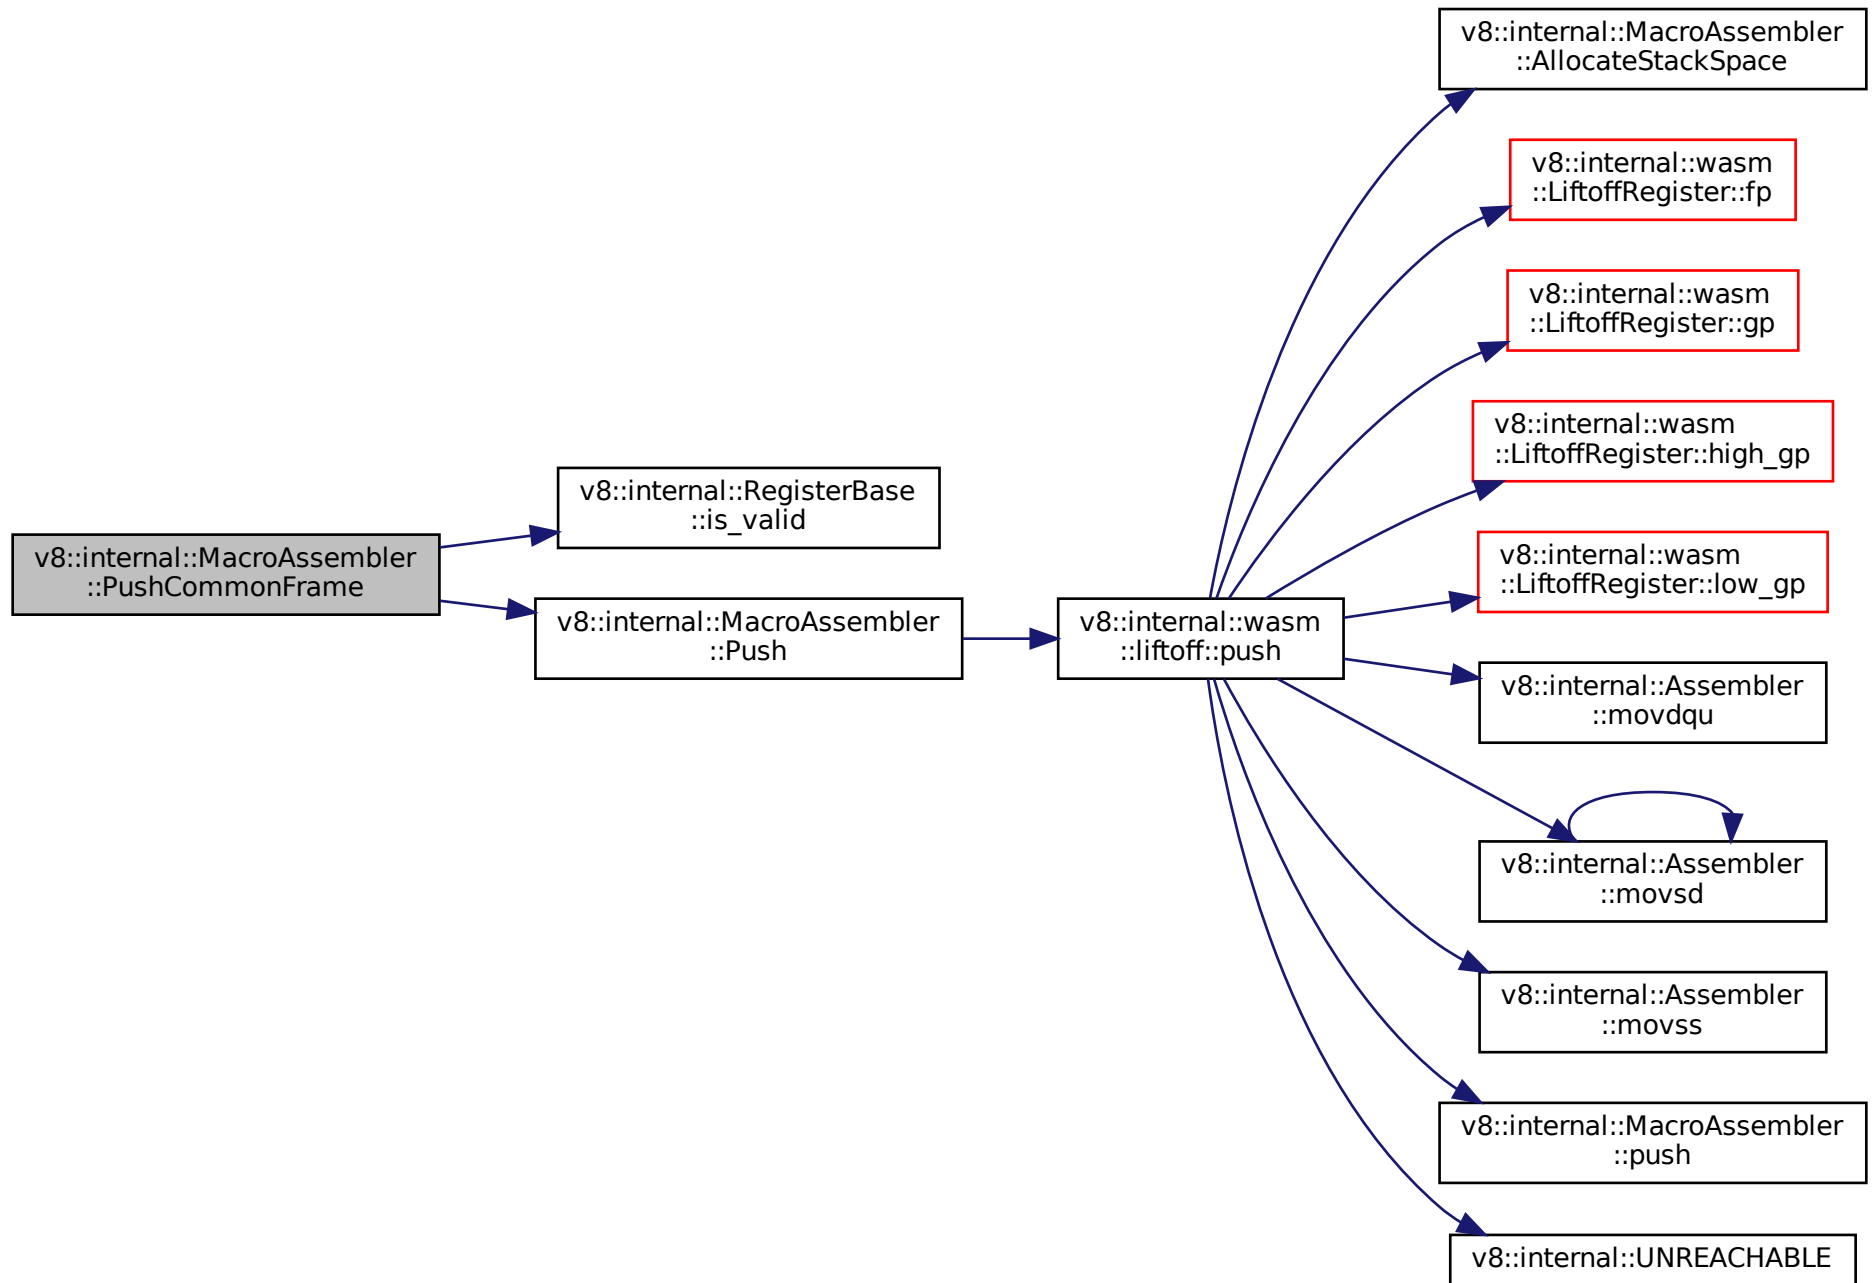 v8::internal::MacroAssembler
::PushCommonFrame
v8::internal::RegisterBase
::is_valid
v8::internal::MacroAssembler
::Push
v8::internal::wasm
::liftoff::push
v8::internal::MacroAssembler
::AllocateStackSpace
v8::internal::wasm
::LiftoffRegister::fp
v8::internal::wasm
::LiftoffRegister::gp
v8::internal::wasm
::LiftoffRegister::high_gp
v8::internal::wasm
::LiftoffRegister::low_gp
v8::internal::Assembler
::movdqu
v8::internal::Assembler
::movsd
v8::internal::Assembler
::movss
v8::internal::MacroAssembler
::push
v8::internal::UNREACHABLE